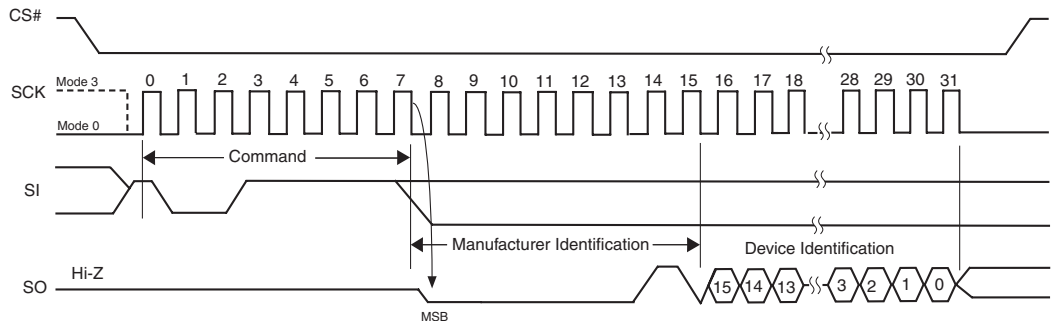 CS#
Mode 3
0 1 2 3 4 5 6 7 8 9 10 11 12 13 14 15 16 17 18 28 29 30 31
SCK
Mode 0
Command
SI
Manufacturer Identification
Device Identification
Hi-Z
SO
15 14 13 3 2 1 0
MSB